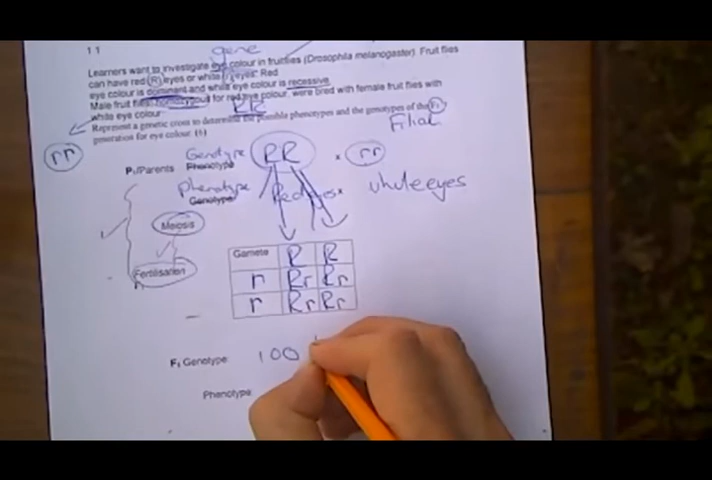 1 1
gene
Learners want to investigate eye colour in fruitflies (Drosophila melanogaster). Fruit flies
can have red (R) eyes or white eyes. Red
eye colour is dominant and white eye colour is recessive.
Male fruit flies, homozygous for red eye colour, were bred with female fruit flies with
white eye colour. RR
Represent a genetic cross to determine the possible phenotypes and the genotypes of the F1
generation for eye colour. (6)
Filial
rr
Genotype RR x rr
P1/Parents Phenotype
Phenotype Red eyes x white eyes
Genotype
Meiosis
Gamete R R
Fertilisation r Rr Rr
n
r Rr Rr
F1 Genotype: 100
Phenotype